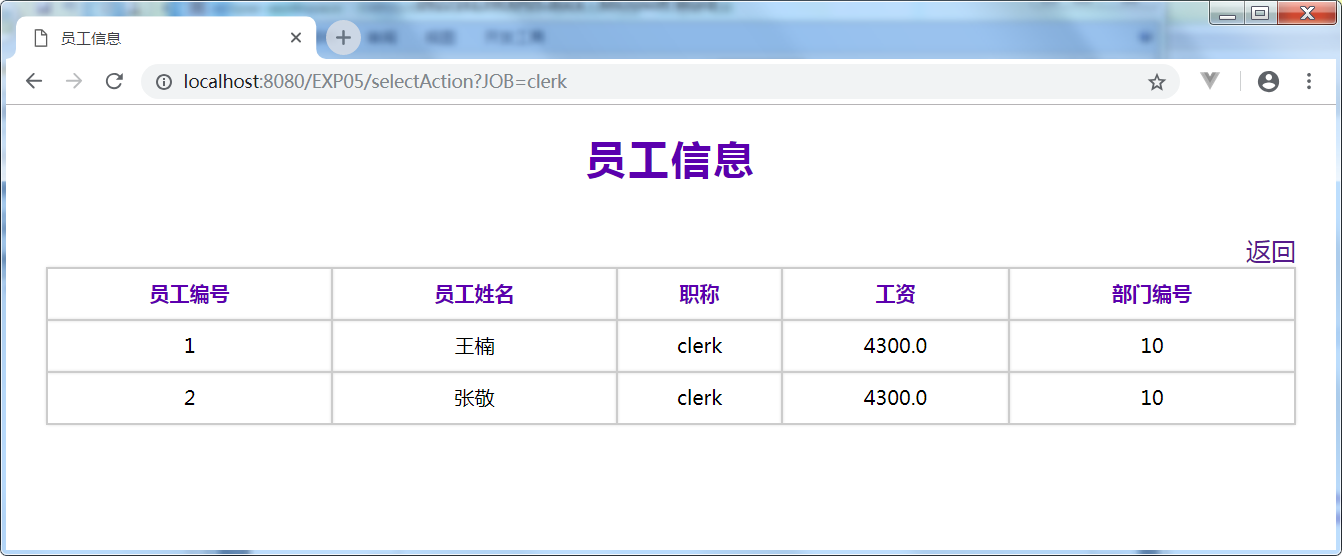 员工信息
localhost:8080/EXP05/selectAction?JOB=clerk
员工信息
返回
员工编号 员工姓名 职称 工资 部门编号
1 王楠 clerk 4300.0 10
2 张敬 clerk 4300.0 10